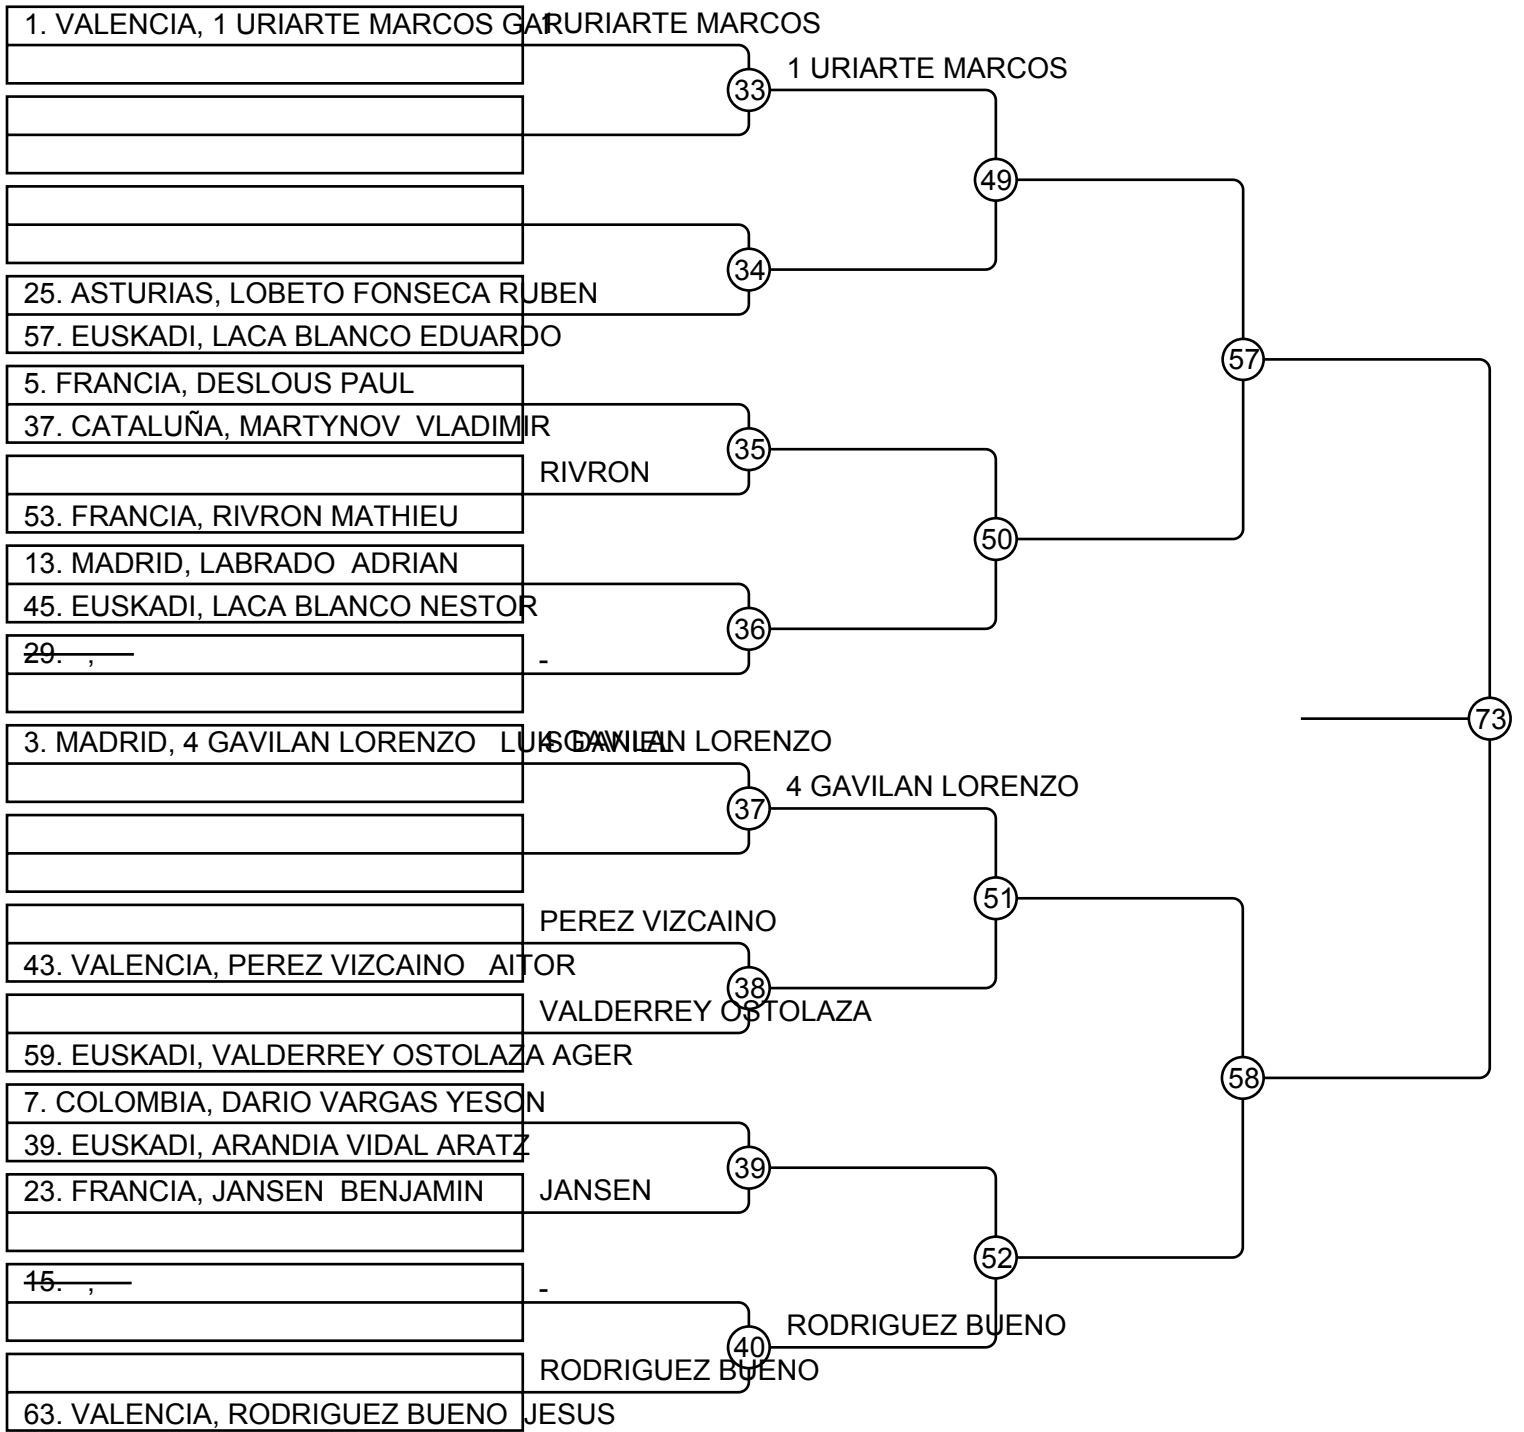 1. VALENCIA, 1 URIARTE MARCOS GAR
1 URIARTE MARCOS
1 URIARTE MARCOS
33
49
34
25. ASTURIAS, LOBETO FONSECA RUBEN
57. EUSKADI, LACA BLANCO EDUARDO
57
5. FRANCIA, DESLOUS PAUL
37. CATALUÑA, MARTYNOV VLADIMIR
35
RIVRON
53. FRANCIA, RIVRON MATHIEU
50
13. MADRID, LABRADO ADRIAN
45. EUSKADI, LACA BLANCO NESTOR
36
29. ,
-
73
3. MADRID, 4 GAVILAN LORENZO LUIS DANIEL
4 GAVILAN LORENZO
4 GAVILAN LORENZO
37
51
PEREZ VIZCAINO
43. VALENCIA, PEREZ VIZCAINO AITOR
38
VALDERREY OSTOLAZA
59. EUSKADI, VALDERREY OSTOLAZA AGER
58
7. COLOMBIA, DARIO VARGAS YESON
39. EUSKADI, ARANDIA VIDAL ARATZ
39
23. FRANCIA, JANSEN BENJAMIN
JANSEN
52
15. ,
-
RODRIGUEZ BUENO
40
RODRIGUEZ BUENO
63. VALENCIA, RODRIGUEZ BUENO JESUS